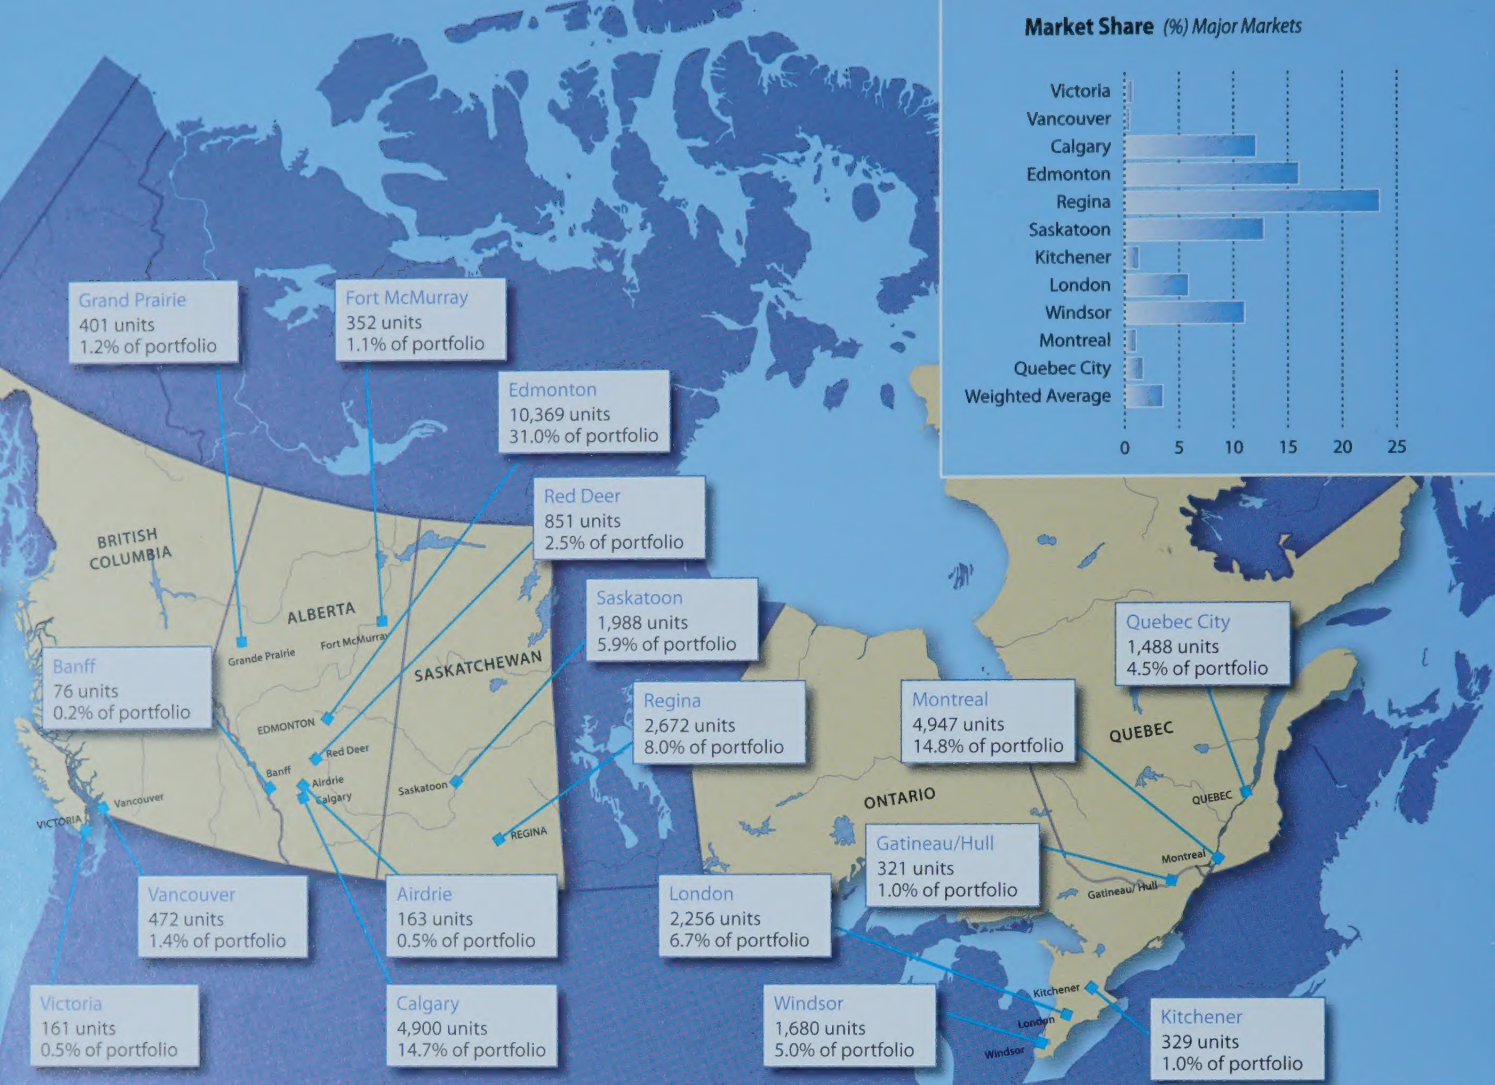 Market Share (%) Major Markets
Victoria
Vancouver
Calgary
Edmonton
Regina
Saskatoon
Kitchener
London
Windsor
Montreal
Quebec City
Weighted Average
0 5 10 15 20 25
Grand Prairie
401 units
1.2% of portfolio
Fort McMurray
352 units
1.1% of portfolio
Edmonton
10,369 units
31.0% of portfolio
Red Deer
851 units
2.5% of portfolio
Saskatoon
1,988 units
5.9% of portfolio
Regina
2,672 units
8.0% of portfolio
Banff
76 units
0.2% of portfolio
Montreal
4,947 units
14.8% of portfolio
Quebec City
1,488 units
4.5% of portfolio
Gatineau/Hull
321 units
1.0% of portfolio
Vancouver
472 units
1.4% of portfolio
Airdrie
163 units
0.5% of portfolio
London
2,256 units
6.7% of portfolio
Victoria
161 units
0.5% of portfolio
Calgary
4,900 units
14.7% of portfolio
Windsor
1,680 units
5.0% of portfolio
Kitchener
329 units
1.0% of portfolio
BRITISH
COLUMBIA
ALBERTA
SASKATCHEWAN
ONTARIO
QUEBEC
Grande Prairie
Fort McMurray
EDMONTON
Red Deer
Banff
Airdrie
Calgary
Saskatoon
REGINA
Vancouver
VICTORIA
QUEBEC
Montreal
Gatineau/ Hull
Kitchener
London
Windsor